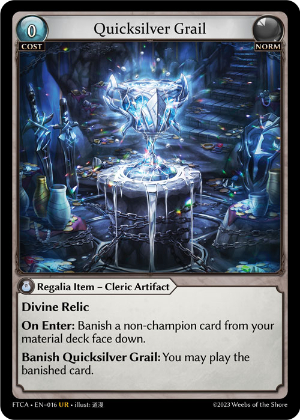 0
Quicksilver Grail
COST
NORM
Regalia Item – Cleric Artifact
Divine Relic
On Enter: Banish a non-champion card from your
material deck face down.
Banish Quicksilver Grail: You may play the
banished card.
FTCA • EN-016 UR • illust: 道濱
©2023 Weebs of the Shore